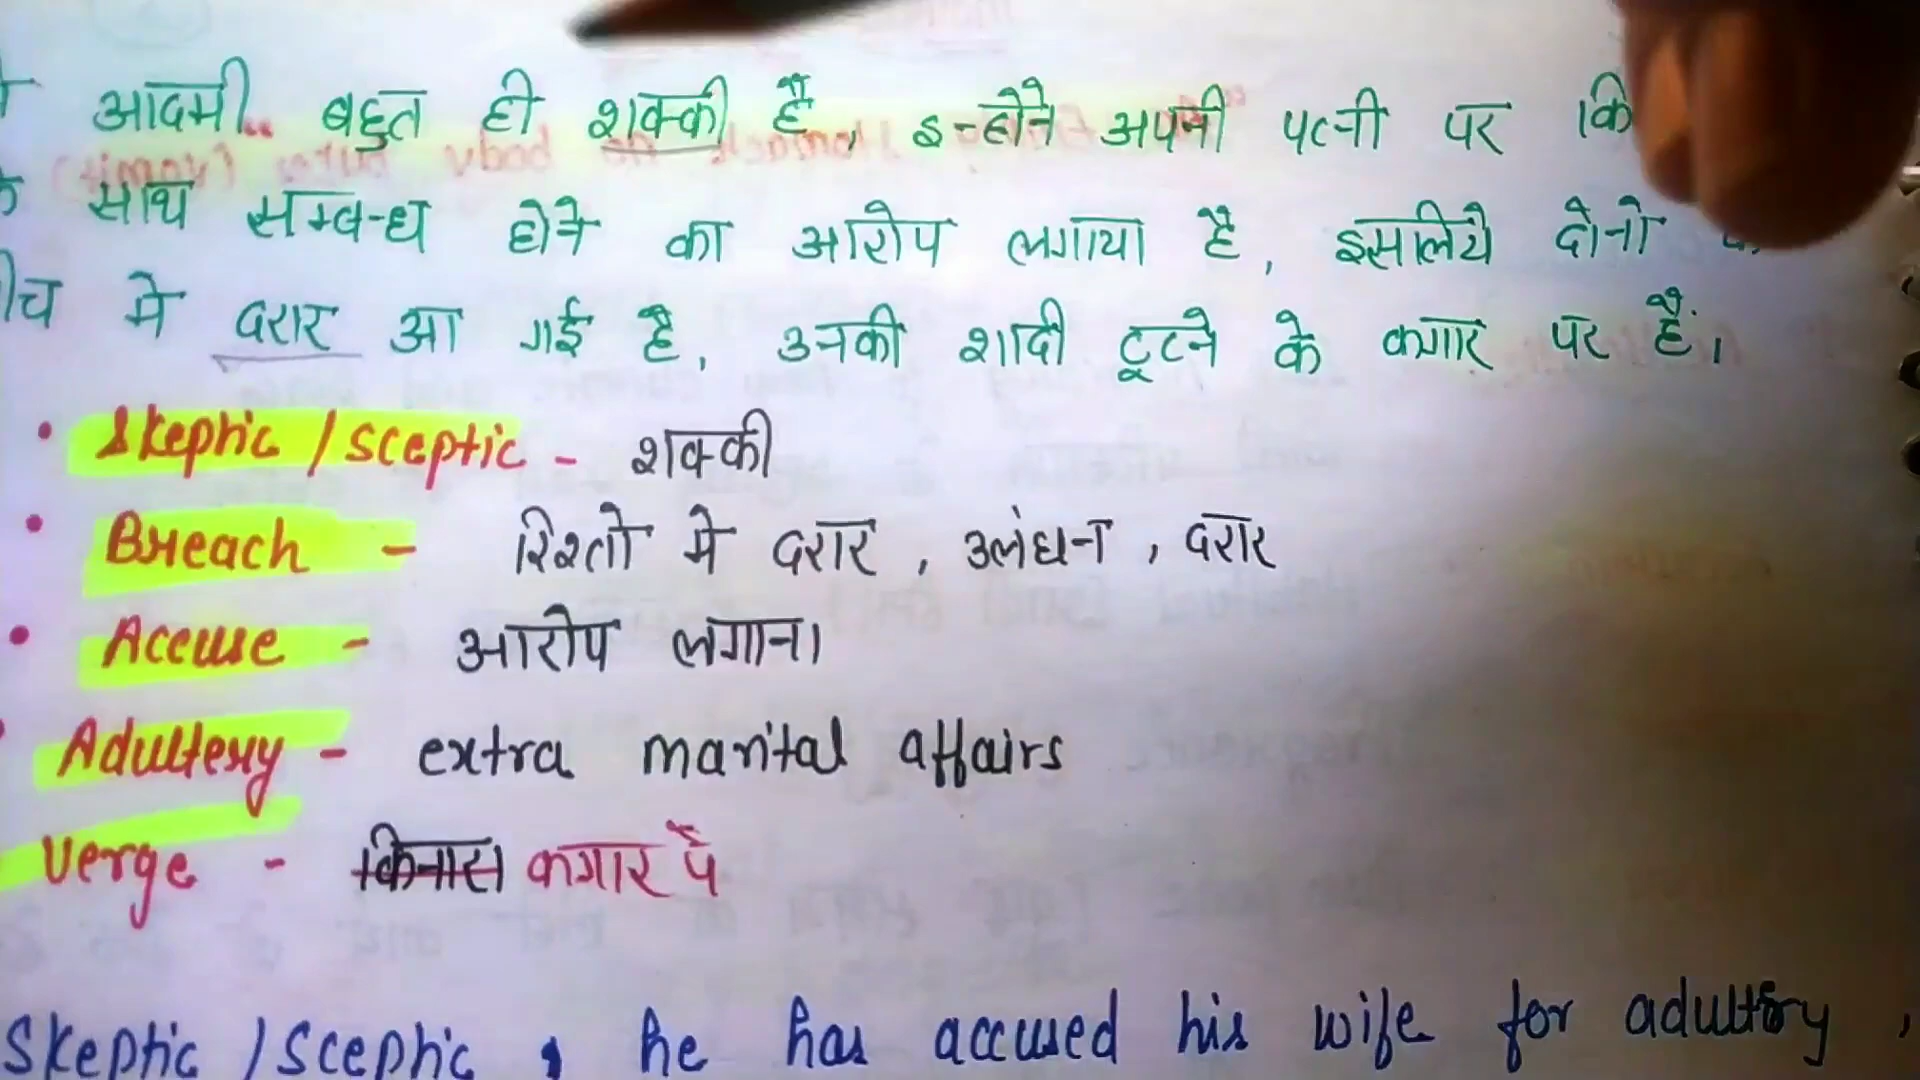 आदमी बहुत ही शक्की है, इन्होने अपनी पत्नी पर कि
साथ सम्बन्ध होने का आरोप लगाया है, इसलिये दोनो
में दरार आ गई है, उनकी शादी टूटने के कगार पर है।
• Skeptic / Sceptic - शक्की
• Breach - रिश्तो में दरार, उलंघन, दरार
• Accuse - आरोप लगाना
Adultery - extra marital affairs
Verge - कगार पे
Skeptic / Sceptic, he has accused his wife for adultery,